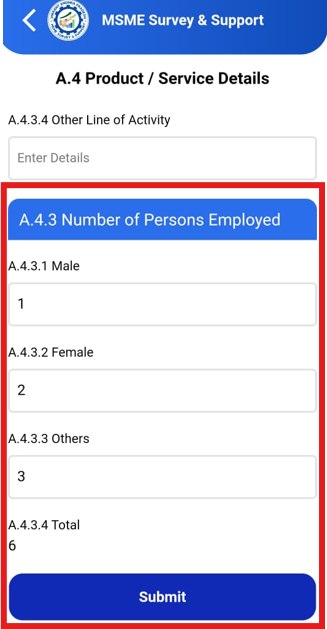 MSME Survey & Support
A.4 Product / Service Details
A.4.3.4 Other Line of Activity
Enter Details
A.4.3 Number of Persons Employed
A.4.3.1 Male
1
A.4.3.2 Female
2
A.4.3.3 Others
3
A.4.3.4 Total
6
Submit